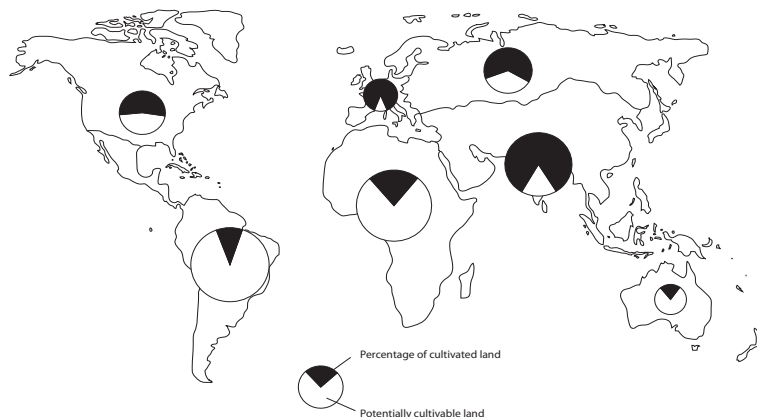 Percentage of cultivated land
Potentially cultivable land